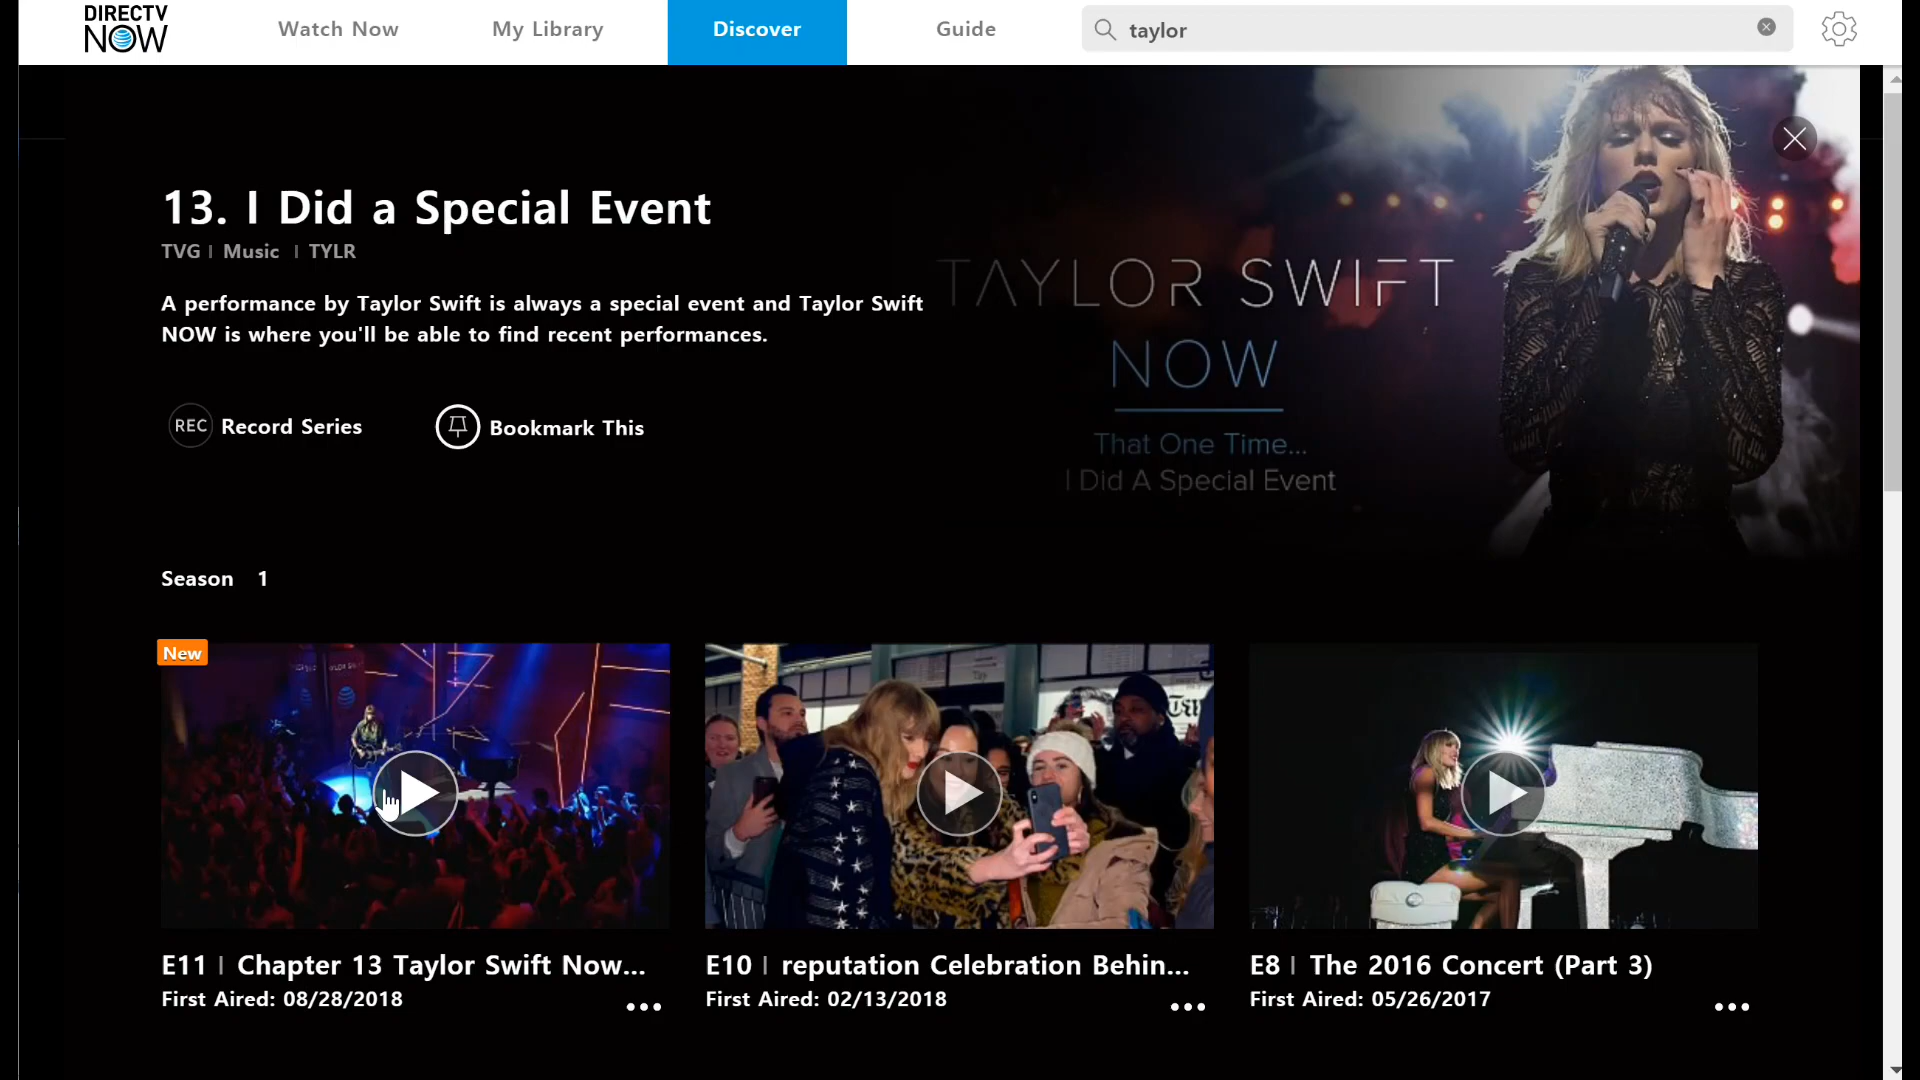 DIRECTV
NOW
Watch Now
My Library
Discover
Guide
taylor
13. I Did a Special Event
TVG | Music | TYLR
A performance by Taylor Swift is always a special event and Taylor Swift
NOW is where you'll be able to find recent performances.
TAYLOR SWIFT
NOW
That One Time...
I Did A Special Event
REC Record Series
Bookmark This
Season 1
New
E11 | Chapter 13 Taylor Swift Now...
First Aired: 08/28/2018
E10 | reputation Celebration Behin...
First Aired: 02/13/2018
E8 | The 2016 Concert (Part 3)
First Aired: 05/26/2017